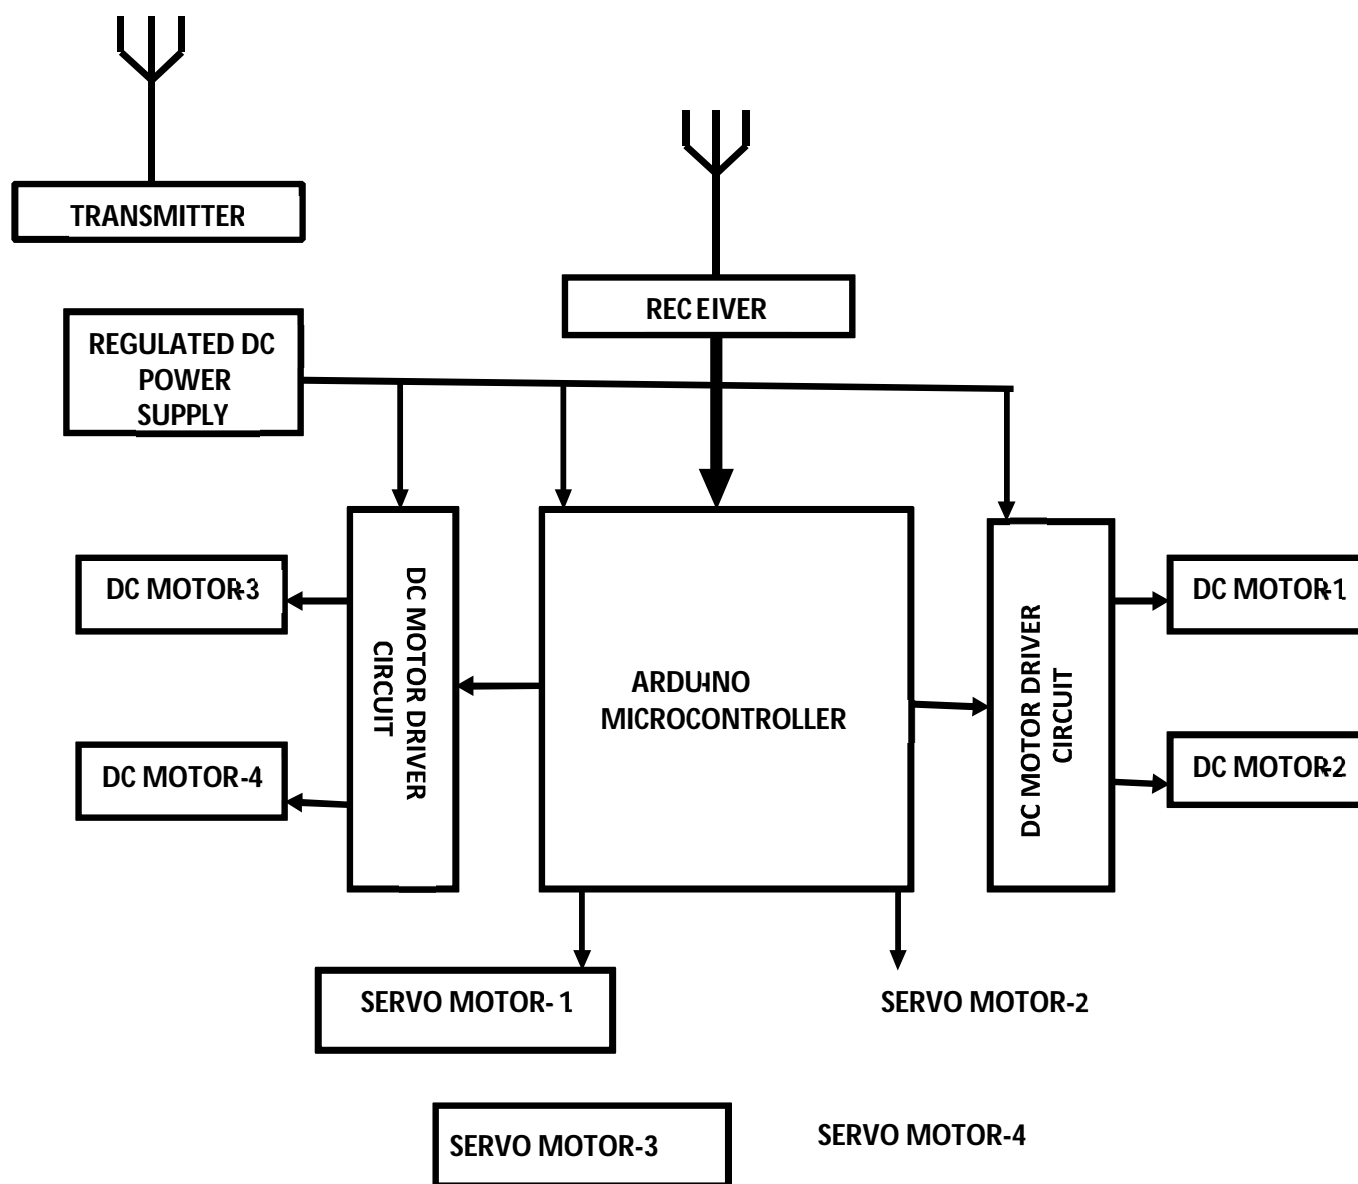 TRANSMITTER
RECEIVER
REGULATED DC
POWER
SUPPLY
DC MOTOR-3
DC MOTOR DRIVER
CIRCUIT
DC MOTOR-4
ARDUINO
MICROCONTROLLER
DC MOTOR DRIVER
CIRCUIT
DC MOTOR-1
DC MOTOR-2
SERVO MOTOR- 1
SERVO MOTOR-2
SERVO MOTOR-3
SERVO MOTOR-4